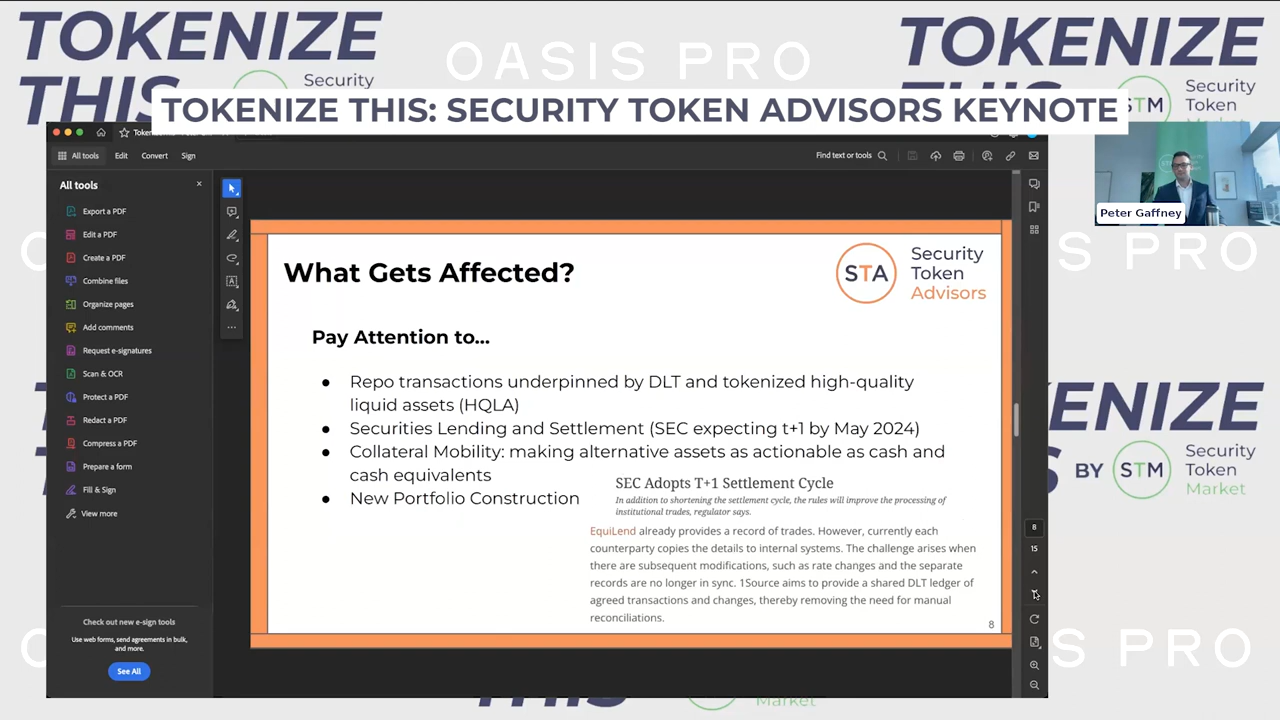 TOKENIZE
THIS
Security
OASIS PRO
TOKENIZE
THIS
STM
Security
Token
Market
TOKENIZE THIS: SECURITY TOKEN ADVISORS KEYNOTE
All tools
Edit
Convert
Sign
Find text or tools
Peter Gaffney
All tools
Export a PDF
Edit a PDF
Create a PDF
Combine files
Organize pages
Add comments
Request e-signatures
Scan & OCR
Protect a PDF
Redact a PDF
Compress a PDF
Prepare a form
Fill & Sign
View more
Check out new e-sign tools
Use web forms, send agreements in bulk,
and more.
See All
What Gets Affected?
STA
Security
Token
Advisors
Pay Attention to...
● Repo transactions underpinned by DLT and tokenized high-quality
liquid assets (HQLA)
● Securities Lending and Settlement (SEC expecting t+1 by May 2024)
● Collateral Mobility: making alternative assets as actionable as cash and
cash equivalents
● New Portfolio Construction
SEC Adopts T+1 Settlement Cycle
In addition to shortening the settlement cycle, the rules will improve the processing of
institutional trades, regulator says.
EquiLend already provides a record of trades. However, currently each
counterparty copies the details to internal systems. The challenge arises when
there are subsequent modifications, such as rate changes and the separate
records are no longer in sync. 1Source aims to provide a shared DLT ledger of
agreed transactions and changes, thereby removing the need for manual
reconciliations.
8
8
15
S PRO
ENIZE
S BY STM
Security
Token
Market
S PRO
Market